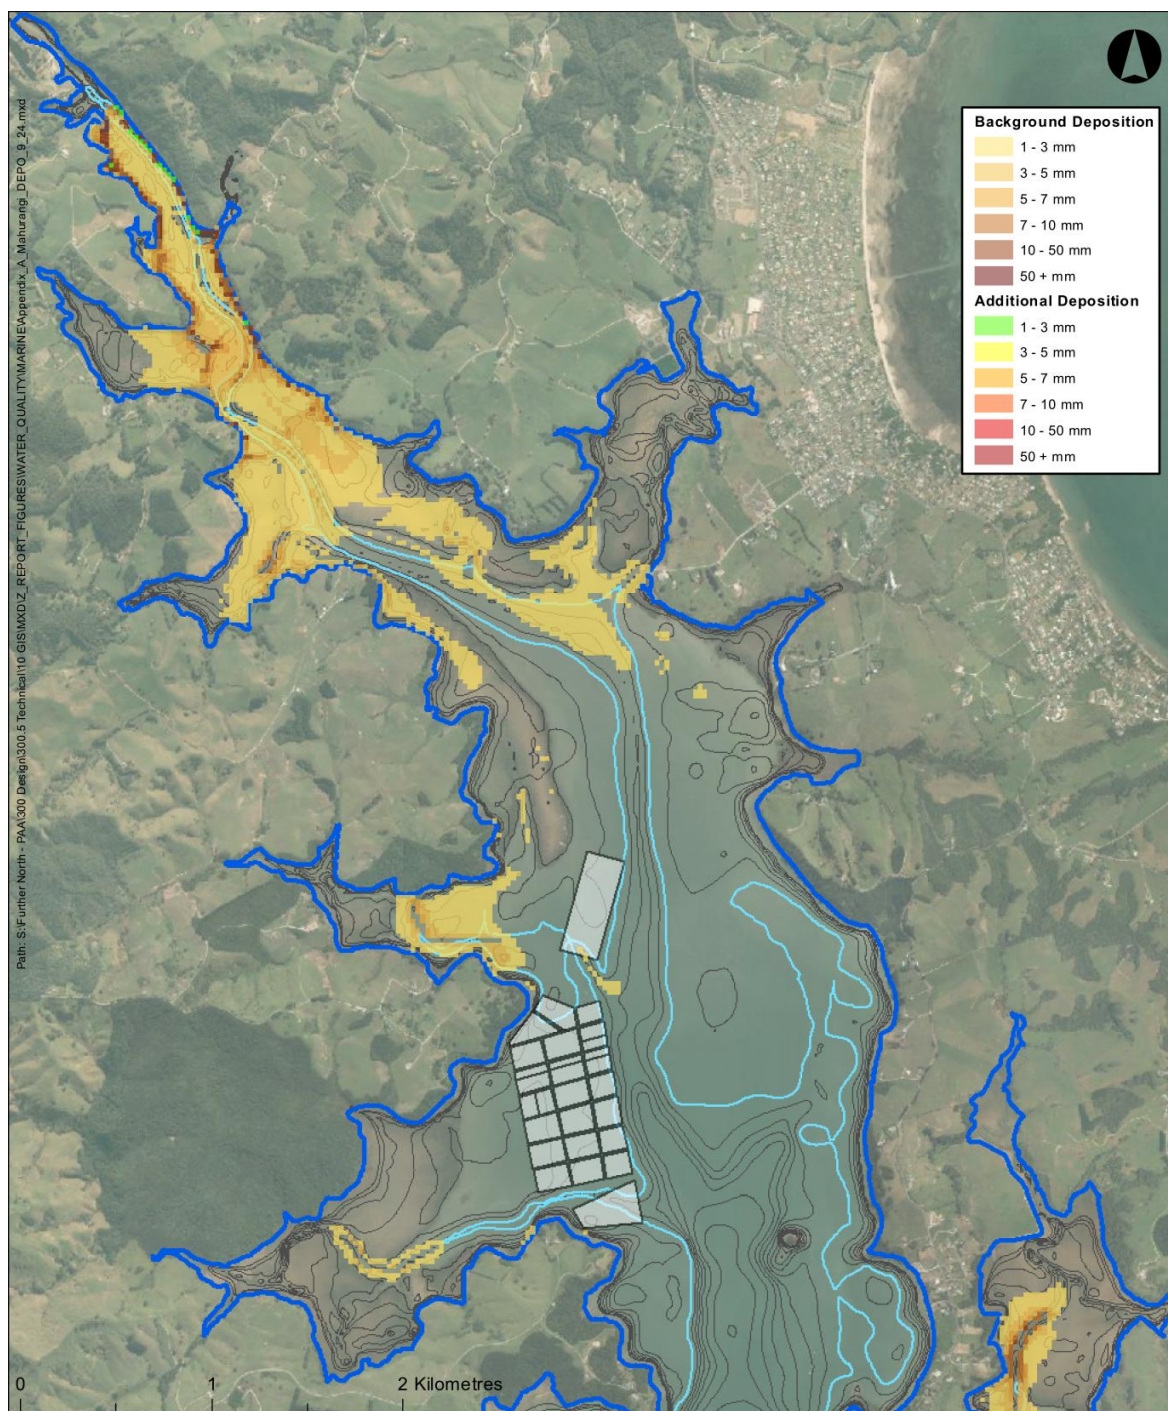 Path: S:\Further North - PAA\300 Design\300.5 Technical\10 GIS\MXD\Z_REPORT_FIGURES\WATER_QUALITY\MARINE\Appendix_A_Mahurangi_DEPO_9_24.mxd
Background Deposition
1 - 3 mm
3 - 5 mm
5 - 7 mm
7 - 10 mm
10 - 50 mm
50 + mm
Additional Deposition
1 - 3 mm
3 - 5 mm
5 - 7 mm
7 - 10 mm
10 - 50 mm
50 + mm
0 1 2 Kilometres